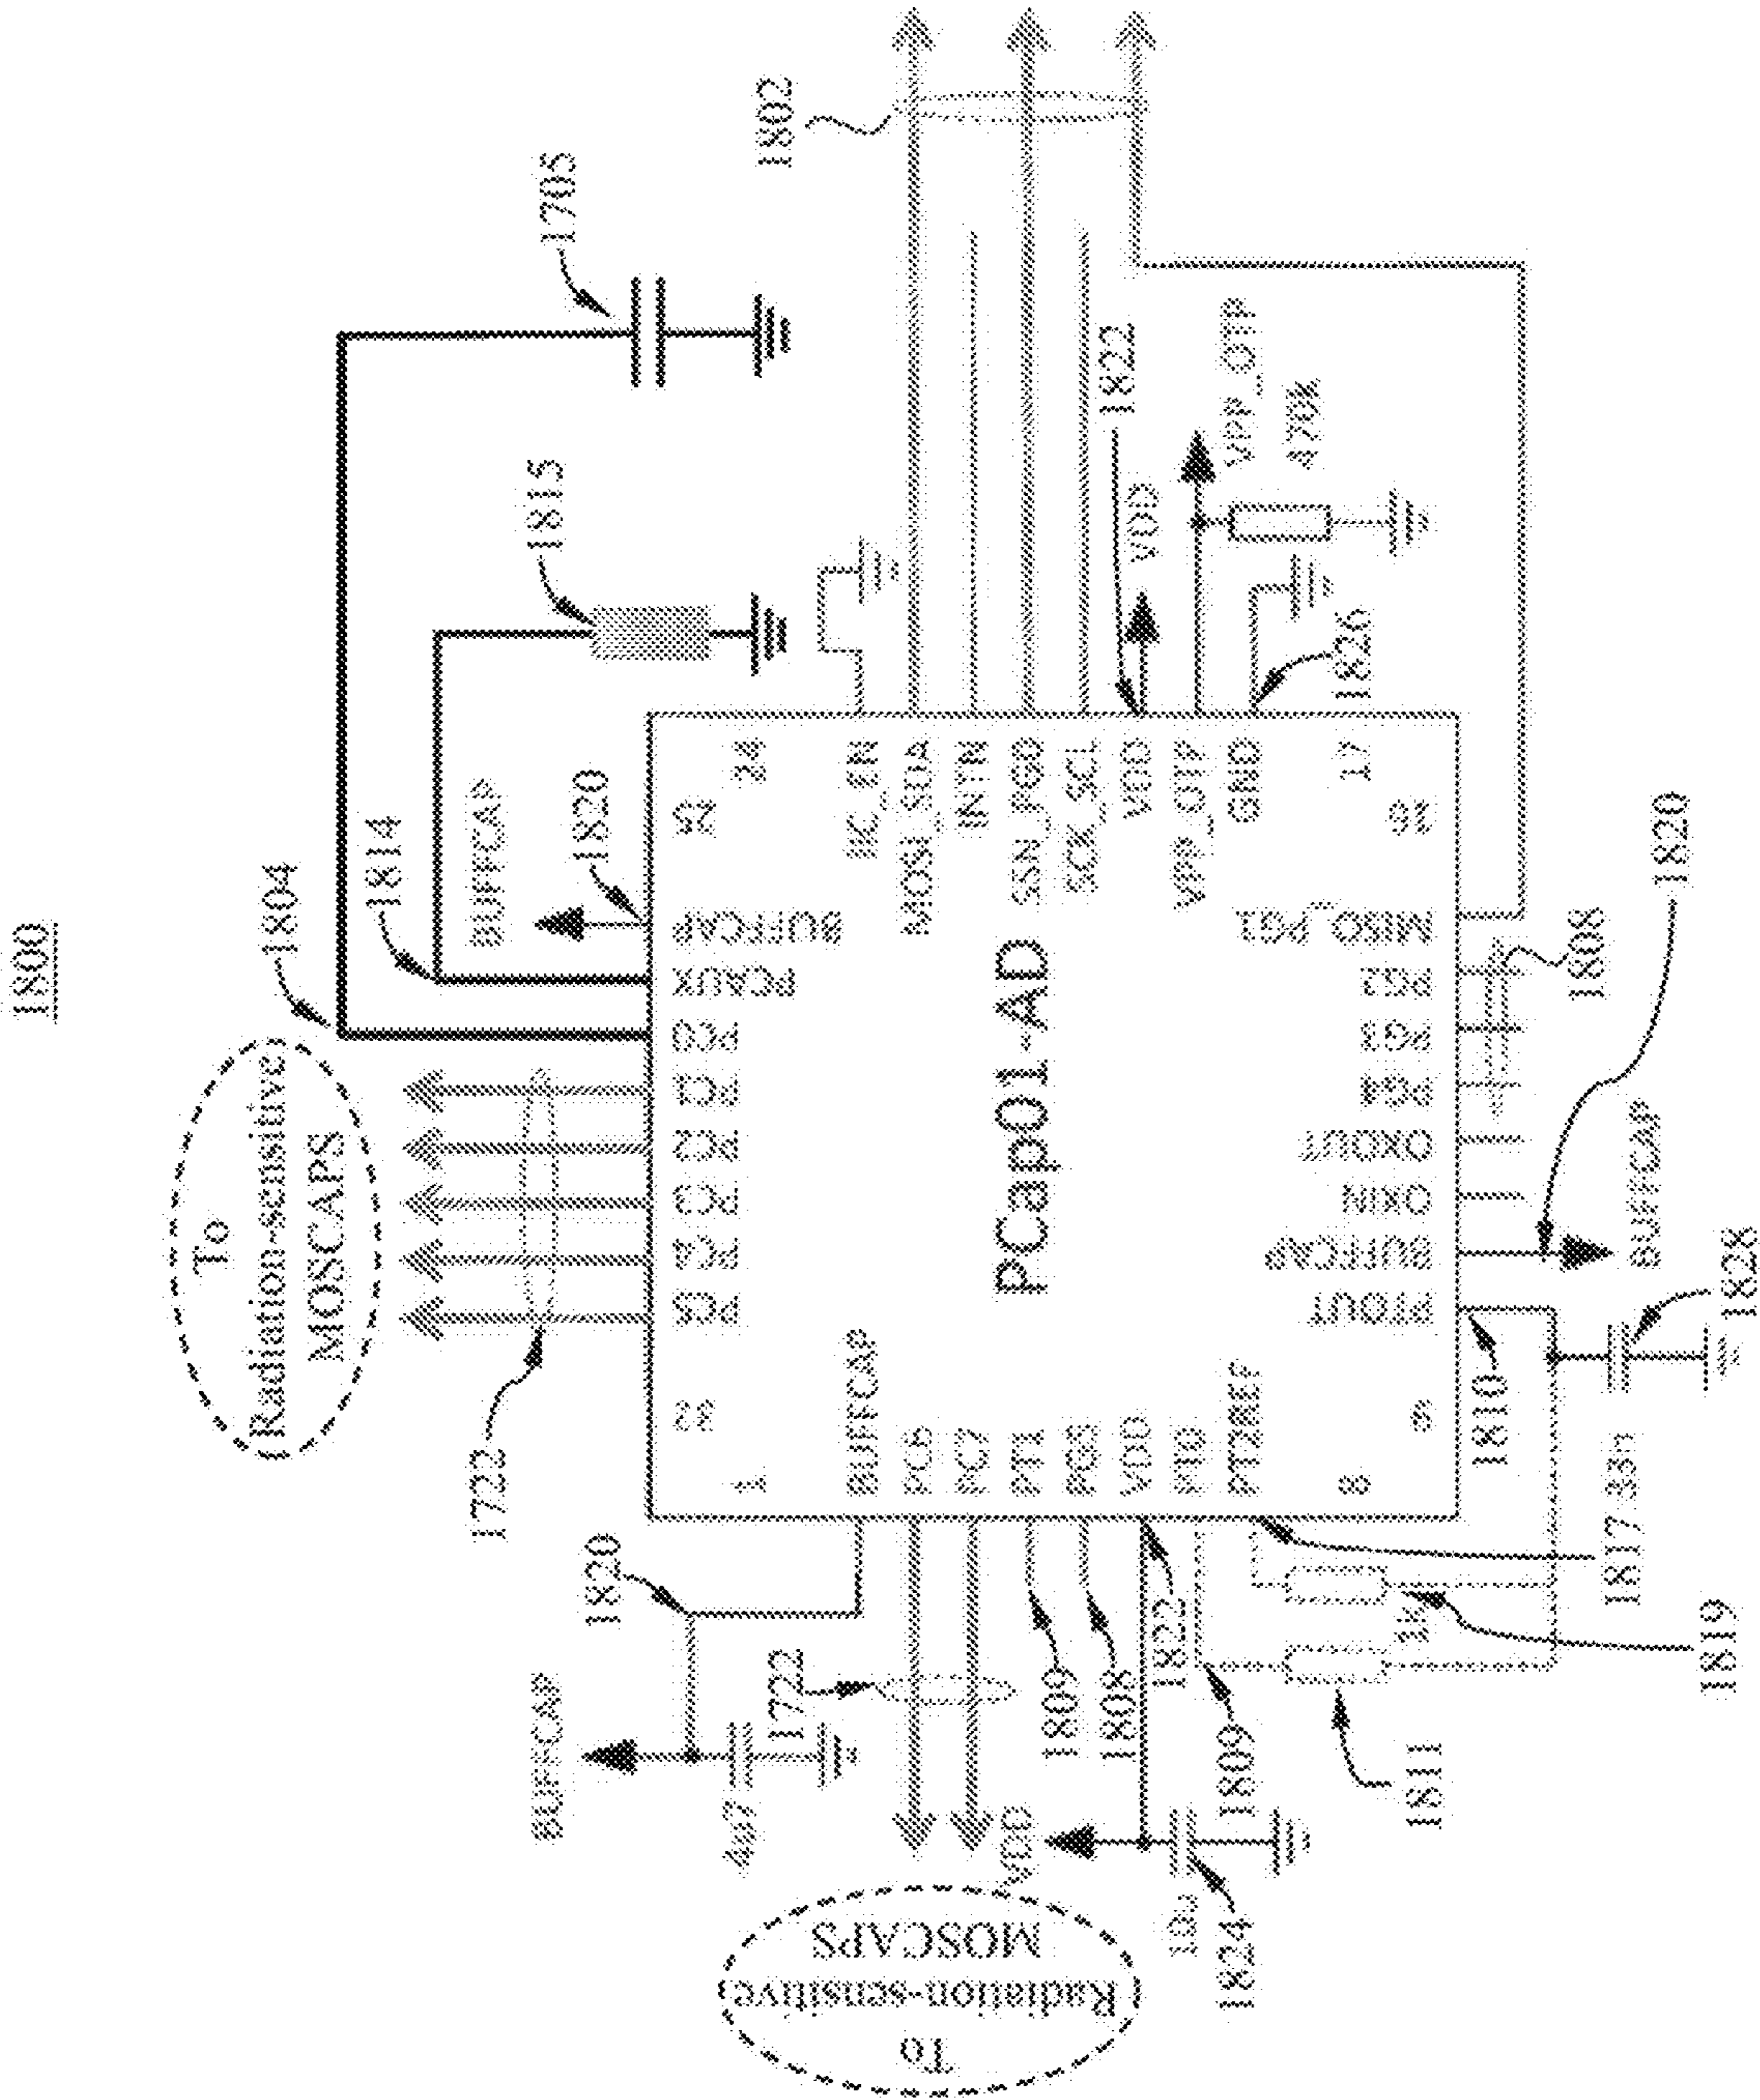 1800
To
Radiation-sensitive
MOSCAPS
1804
1814
1820
BUFFCAP
1815
1705
1722
1802
32
PC5
PC4
PC3
PC2
PC1
PC0
PCAUX
BUFFCAP
25
1820
BUFFCAP
4u7
1722
To
Radiation-sensitive
MOSCAPS
VDD
10u
1824
1809
1808
1822
1809
1811
1819
1817
33n
1
BUFFCAP
PC6
PC7
PT1
PG5
VDD
PT0
PT2REF
8
PCap01-AD
24
IIC_EN
MOSI_SDA
INTN
SSN_PG0
SCK_SCL
VDD
VPP_OTP
GND
17
1822
VDD
VPP_OTP
470k
1826
9
PTOUT
BUFFCAP
OXIN
OXOUT
PG4
PG3
PG2
MISO_PG1
16
1810
1828
BUFFCAP
1820
1808